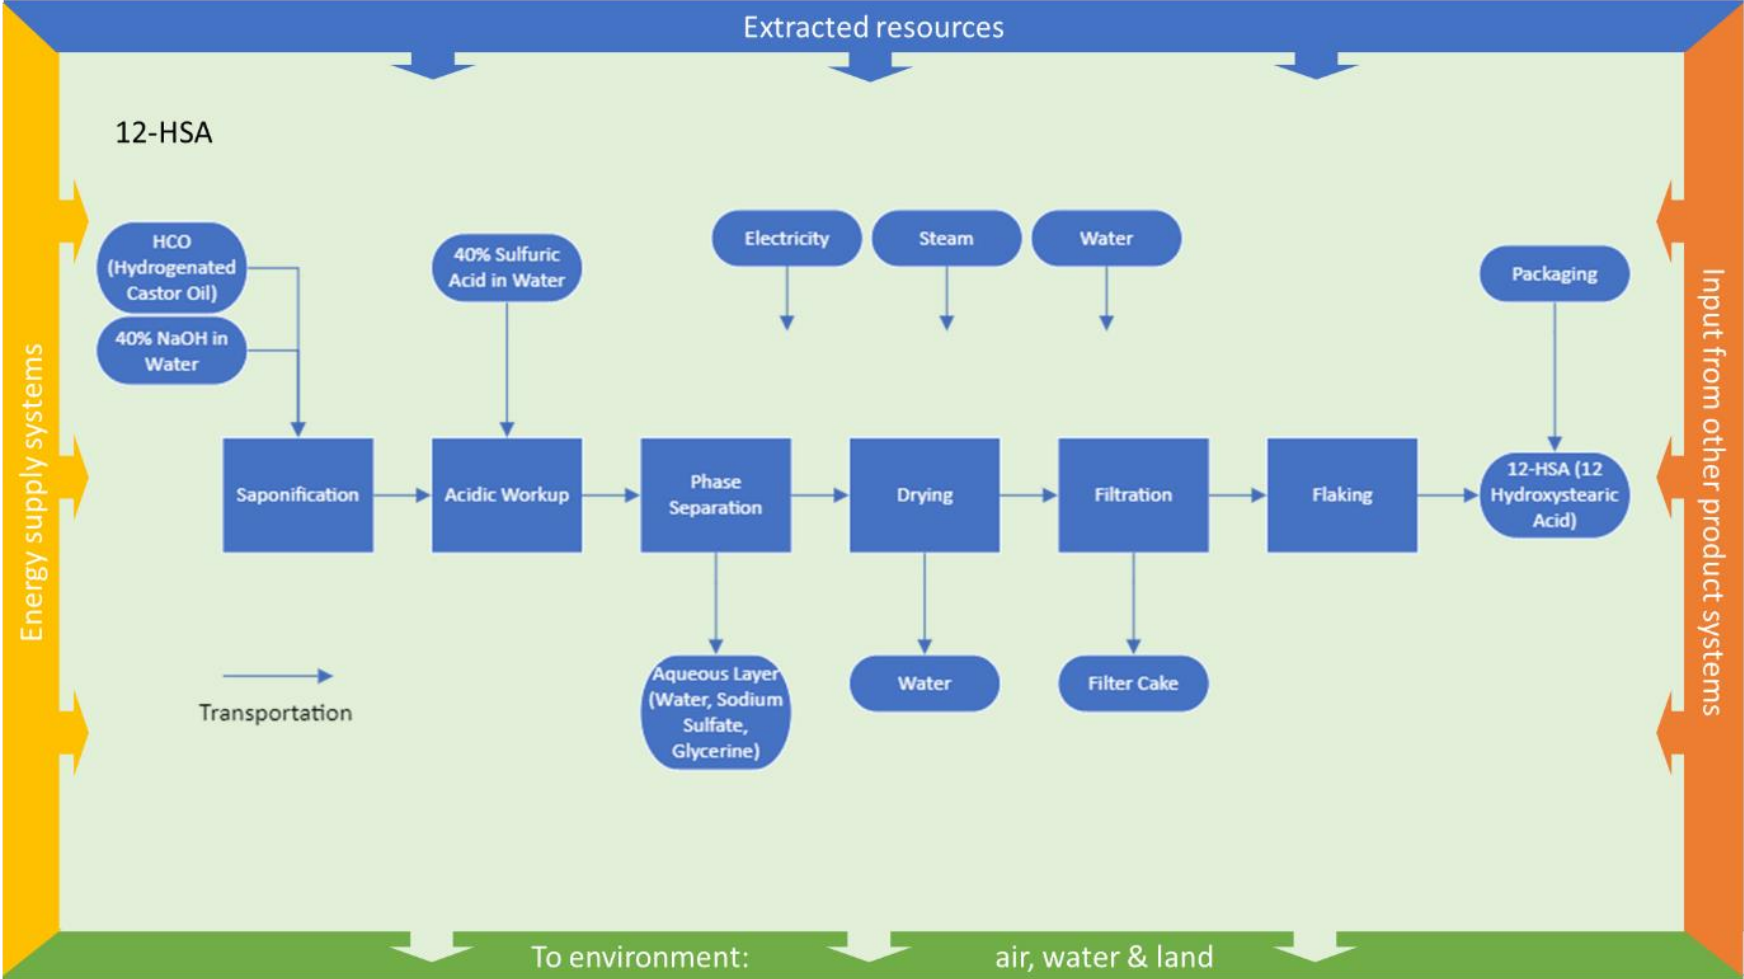 Extracted resources
12-HSA
Energy supply systems
Input from other product systems
HCO
(Hydrogenated
Castor Oil)
40% NaOH in
Water
40% Sulfuric
Acid in Water
Electricity
Steam
Water
Packaging
Saponification
Acidic Workup
Phase
Separation
Drying
Filtration
Flaking
12-HSA (12
Hydroxystearic
Acid)
Transportation
Aqueous Layer
(Water, Sodium
Sulfate,
Glycerine)
Water
Filter Cake
To environment: air, water & land